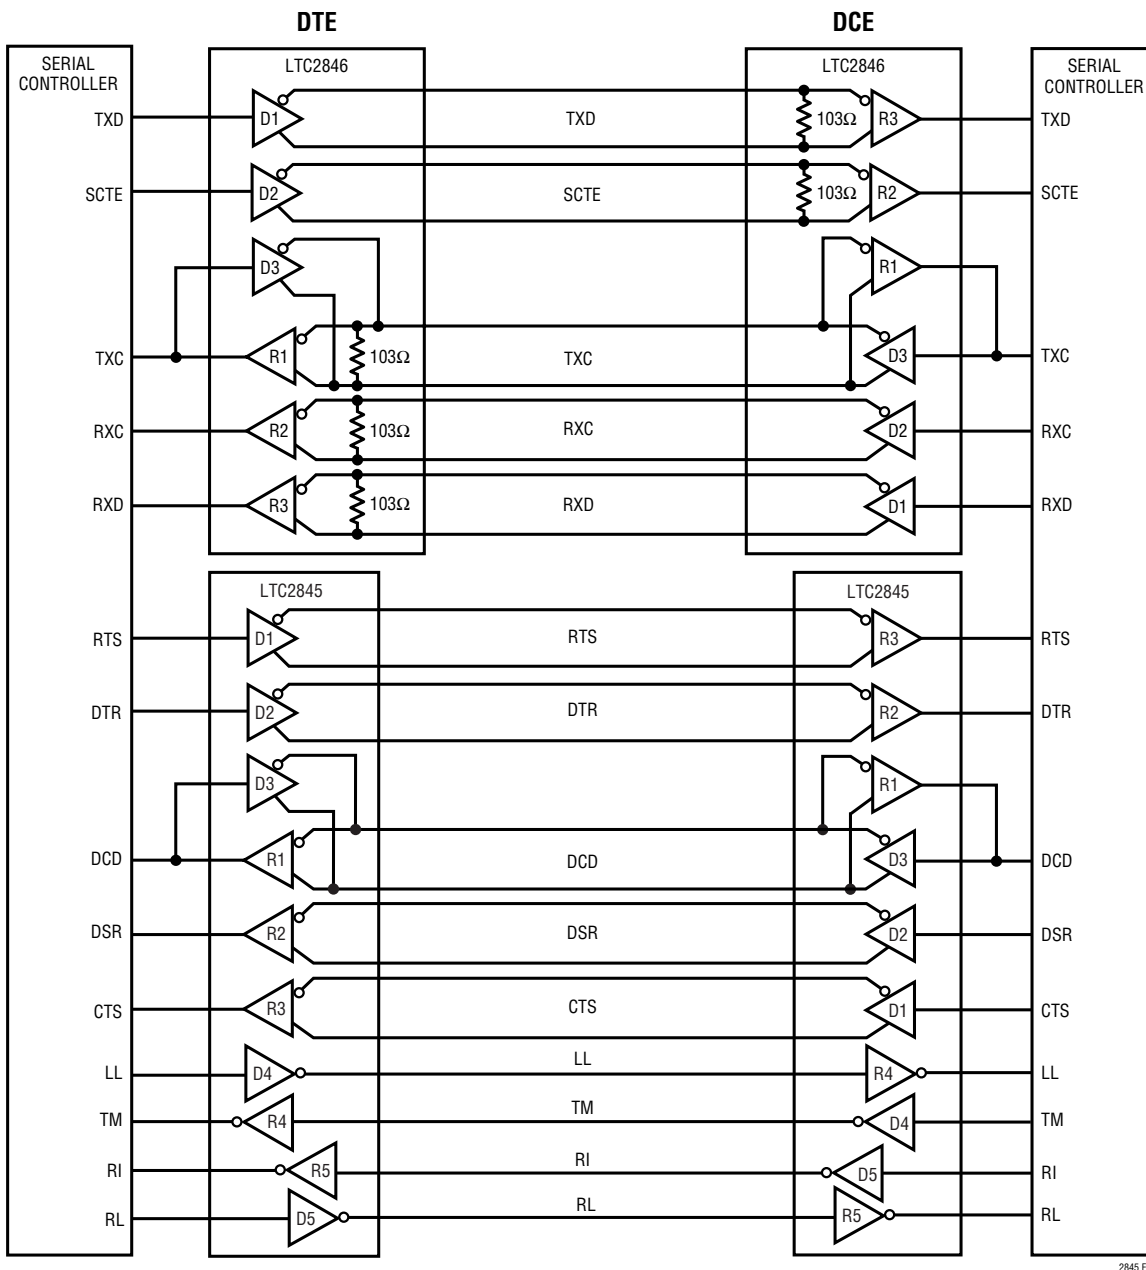 DTE DCE
SERIAL CONTROLLER LTC2846 LTC2846 SERIAL CONTROLLER
TXD D1 TXD 103Ω R3 TXD
SCTE D2 SCTE 103Ω R2 SCTE
D3 R1
TXC R1 103Ω TXC D3 TXC
RXC R2 103Ω RXC D2 RXC
RXD R3 103Ω RXD D1 RXD
LTC2845 LTC2845
RTS D1 RTS R3 RTS
DTR D2 DTR R2 DTR
D3 R1
DCD R1 DCD D3 DCD
DSR R2 DSR D2 DSR
CTS R3 CTS D1 CTS
LL D4 LL R4 LL
TM R4 TM D4 TM
RI R5 RI D5 RI
RL D5 RL R5 RL
2845